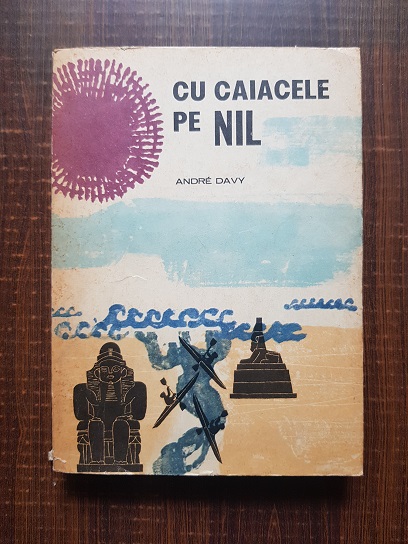 CU CAIACELE
PE NIL
ANDRÉ DAVY